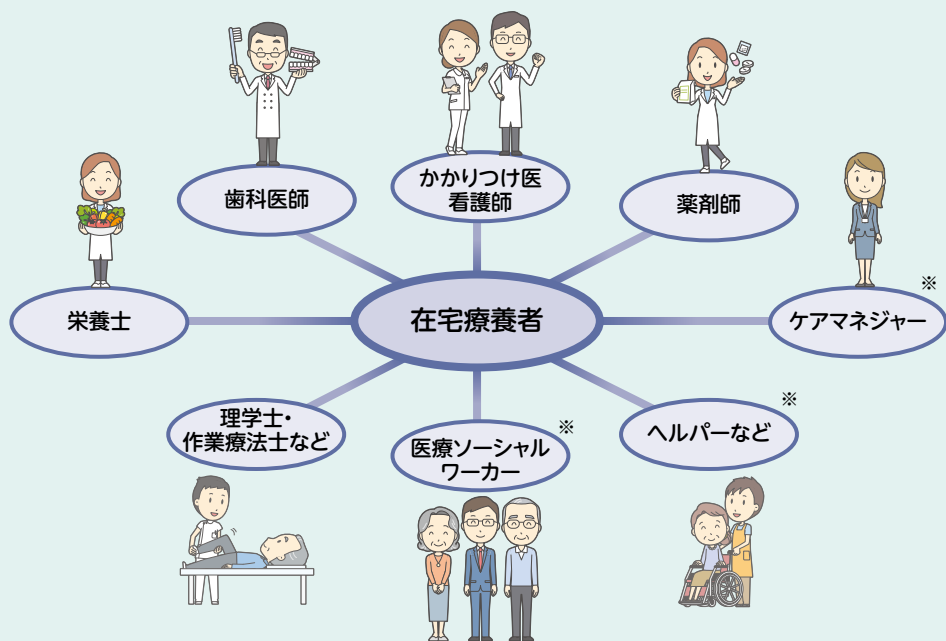 歯科医師
かかりつけ医
看護師
薬剤師
栄養士
在宅療養者
※
ケアマネジャー
理学士・
作業療法士など
※
医療ソーシャル
ワーカー
※
ヘルパーなど